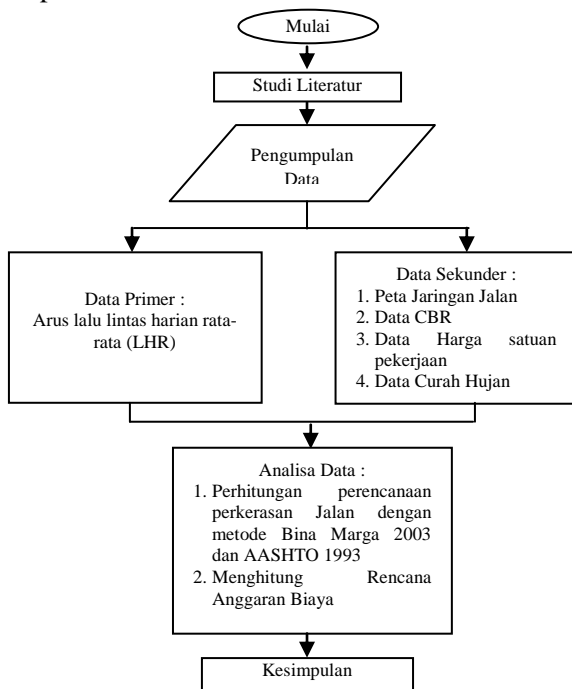 Mulai
Studi Literatur
Pengumpulan
Data
Data Primer :
Arus lalu lintas harian rata-
rata (LHR)
Data Sekunder :
1. Peta Jaringan Jalan
2. Data CBR
3. Data Harga satuan
pekerjaan
4. Data Curah Hujan
Analisa Data :
1. Perhitungan perencanaan
perkerasan Jalan dengan
metode Bina Marga 2003
dan AASHTO 1993
2. Menghitung Rencana
Anggaran Biaya
Kesimpulan